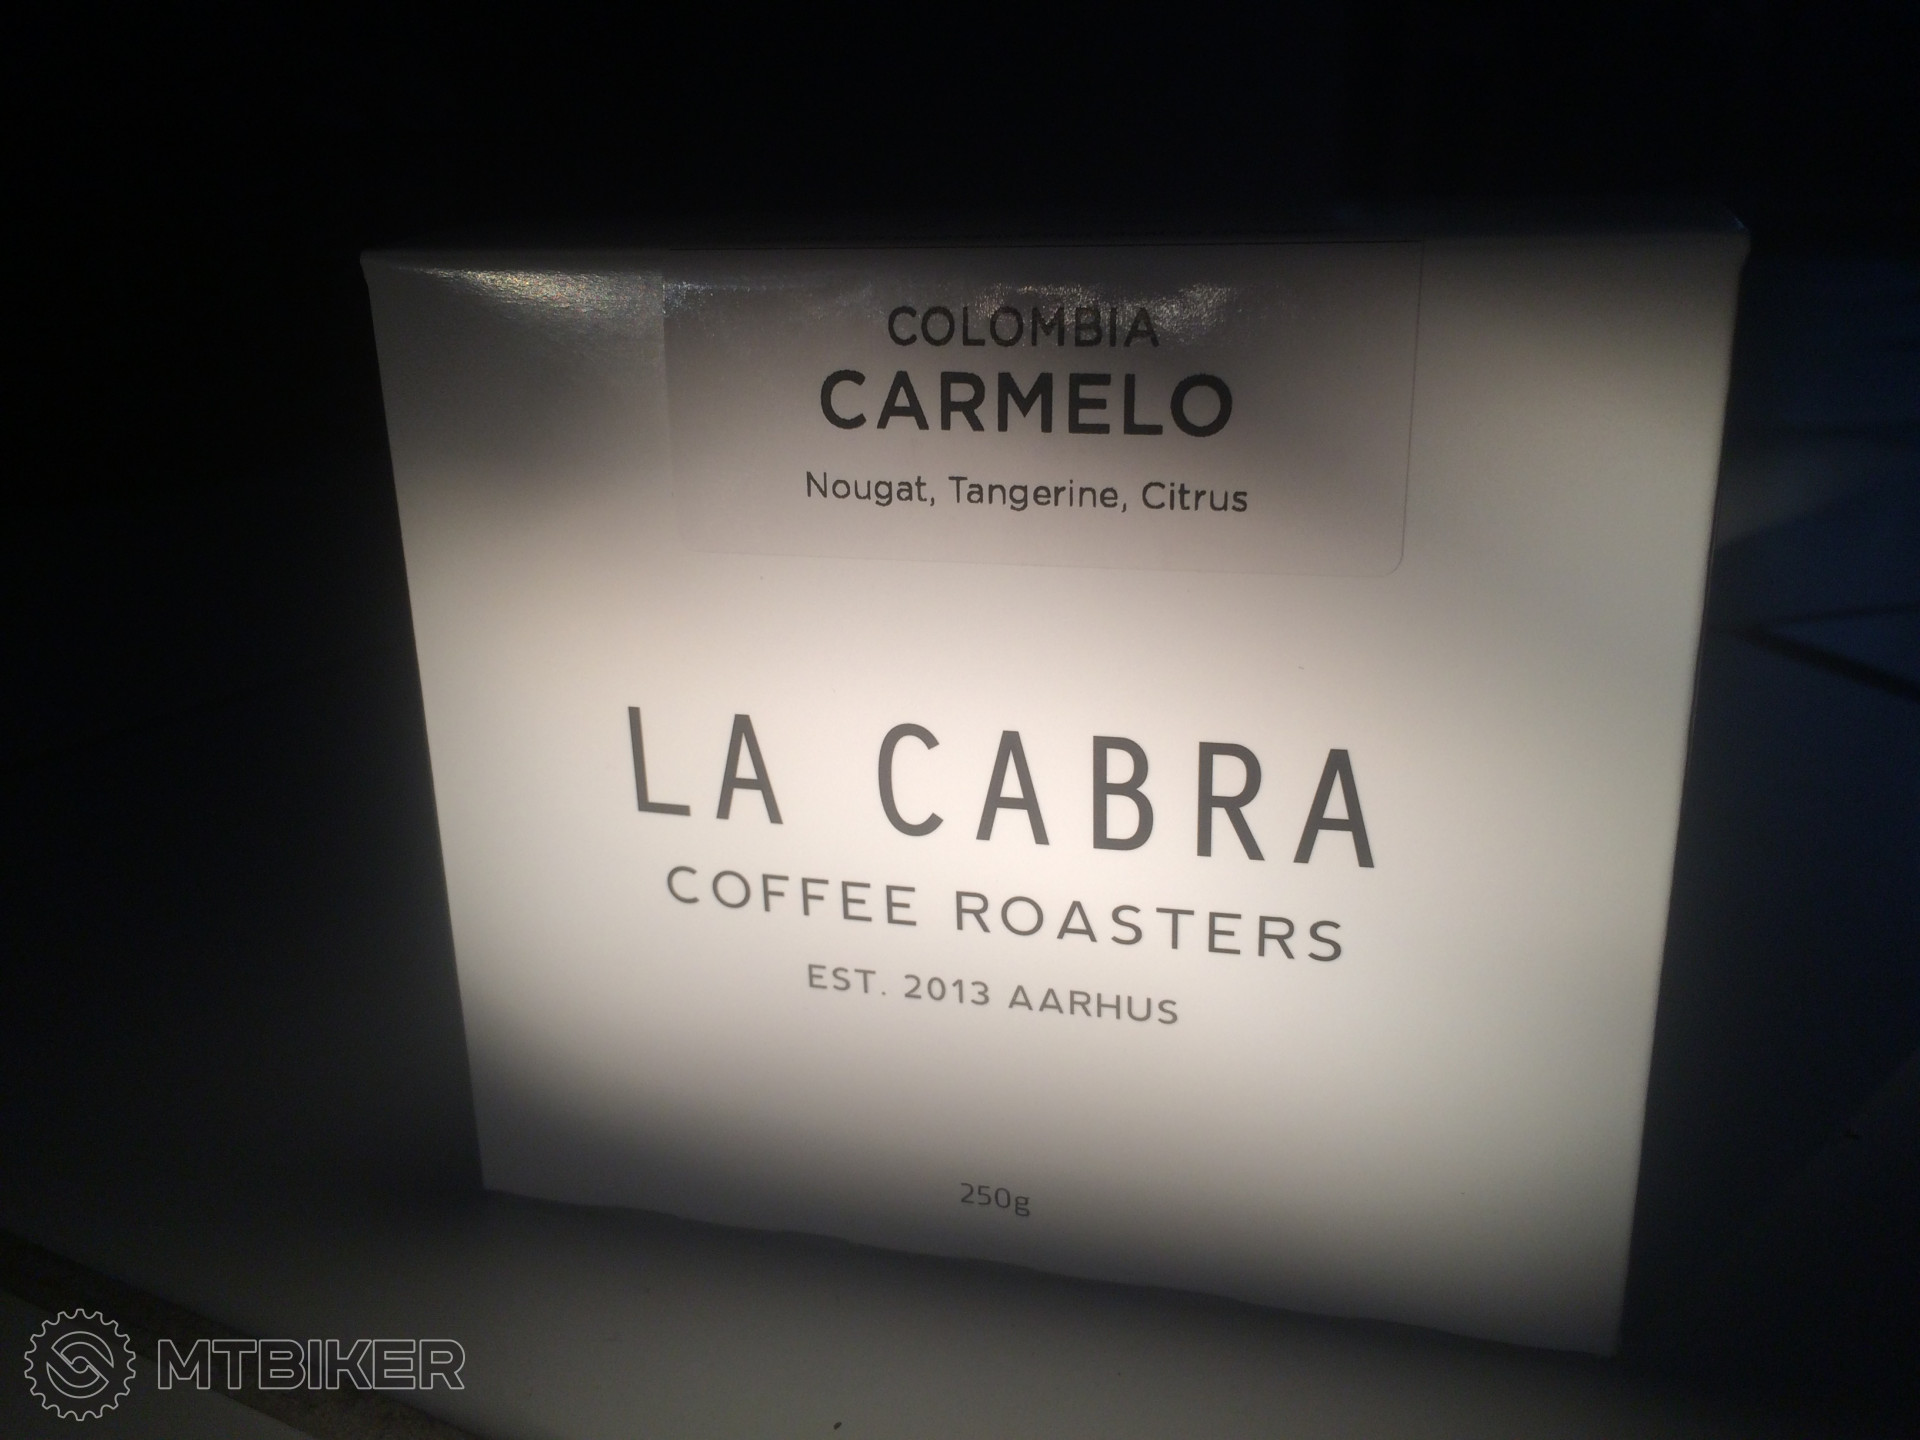 COLOMBIA
CARMELO
Nougat, Tangerine, Citrus
LA CABRA
COFFEE ROASTERS
EST. 2013 AARHUS
250g
MTBIKER